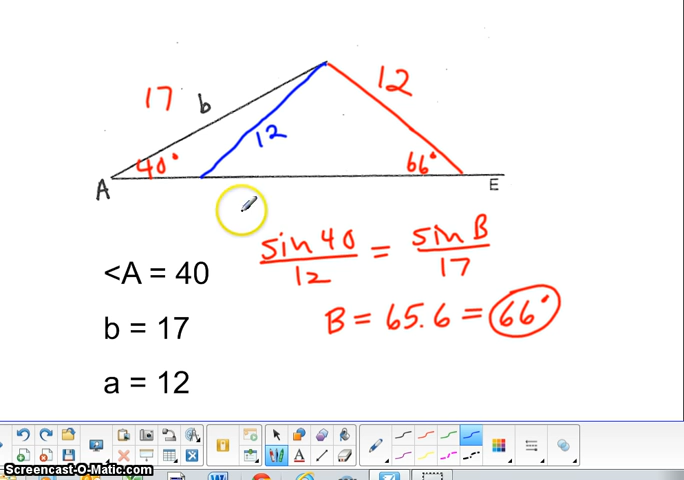 17
b
12
12
40°
66°
A
E
sin 40 / 12 = sin B / 17
<A = 40
B = 65.6 = 66°
b = 17
a = 12
A
Screencast-O-Matic.com